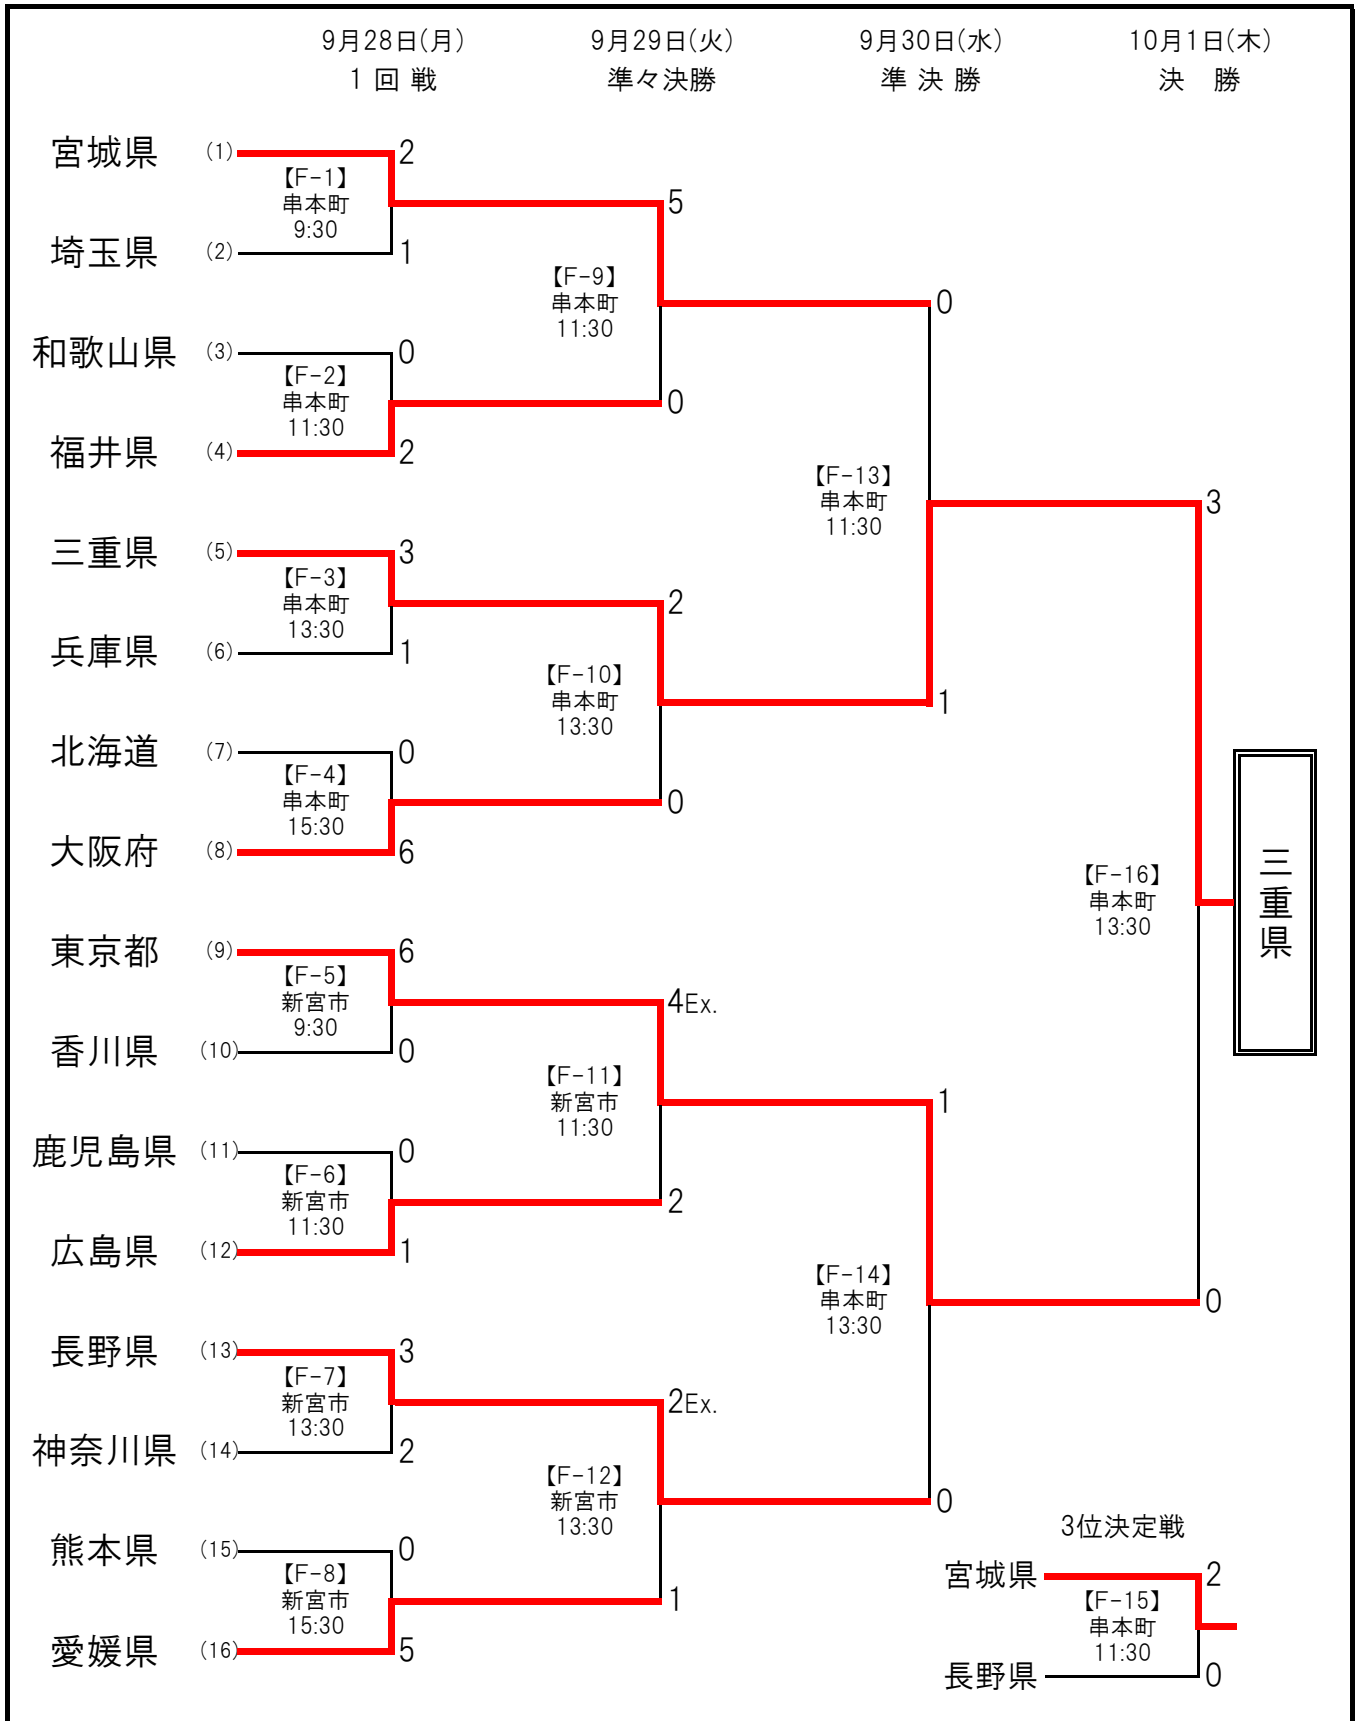 9月28日(月)
1 回 戦
9月29日(火)
準々決勝
9月30日(水)
準 決 勝
10月1日(木)
決 勝
宮城県 (1) 2
【F-1】
串本町
9:30
埼玉県 (2) 1
和歌山県 (3) 0
【F-2】
串本町
11:30
福井県 (4) 2
三重県 (5) 3
【F-3】
串本町
13:30
兵庫県 (6) 1
北海道 (7) 0
【F-4】
串本町
15:30
大阪府 (8) 6
東京都 (9) 6
【F-5】
新宮市
9:30
香川県 (10) 0
鹿児島県 (11) 0
【F-6】
新宮市
11:30
広島県 (12) 1
長野県 (13) 3
【F-7】
新宮市
13:30
神奈川県 (14) 2
熊本県 (15) 0
【F-8】
新宮市
15:30
愛媛県 (16) 5
5
【F-9】
串本町
11:30
0
2
【F-10】
串本町
13:30
0
4Ex.
【F-11】
新宮市
11:30
2
2Ex.
【F-12】
新宮市
13:30
1
0
【F-13】
串本町
11:30
1
1
【F-14】
串本町
13:30
0
3
【F-16】
串本町
13:30
0
三重県
3位決定戦
宮城県 2
【F-15】
串本町
11:30
長野県 0